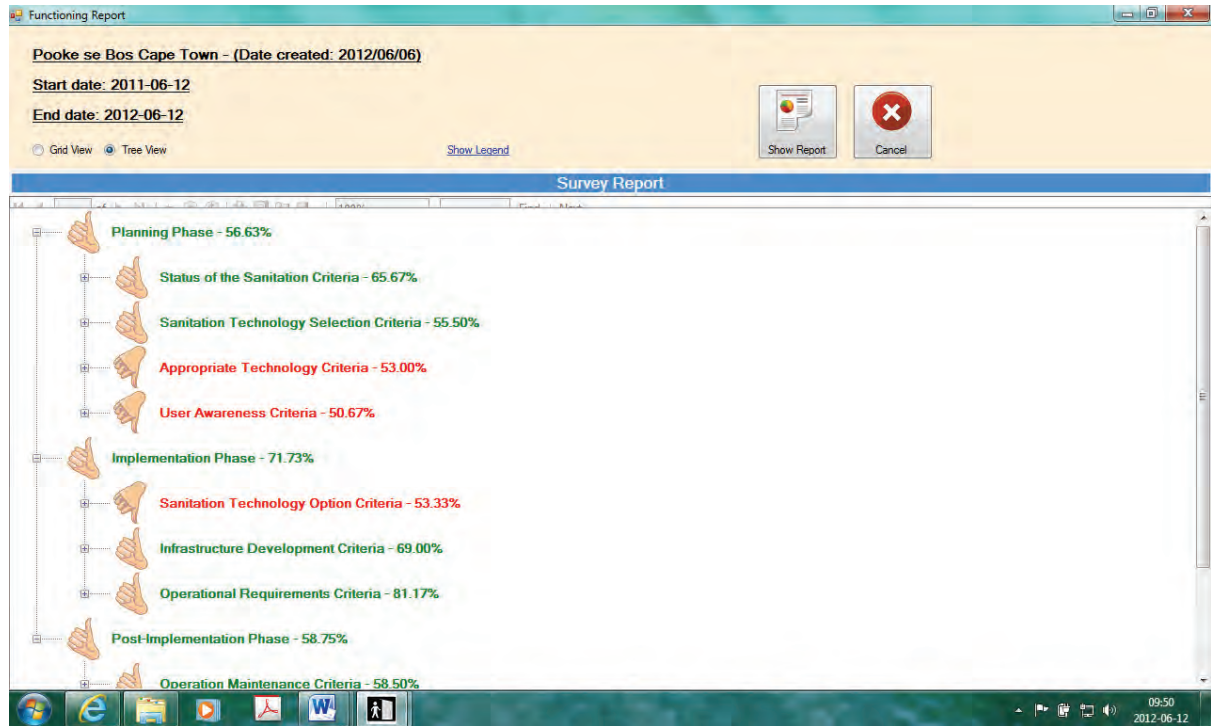 Functioning Report
Pooke se Bos Cape Town - (Date created: 2012/06/06)
Start date: 2011-06-12
End date: 2012-06-12
Grid View Tree View Show Legend Show Report Cancel
Survey Report
Planning Phase - 56.63%
Status of the Sanitation Criteria - 65.67%
Sanitation Technology Selection Criteria - 55.50%
Appropriate Technology Criteria - 53.00%
User Awareness Criteria - 50.67%
Implementation Phase - 71.73%
Sanitation Technology Option Criteria - 53.33%
Infrastructure Development Criteria - 69.00%
Operational Requirements Criteria - 81.17%
Post-Implementation Phase - 58.75%
Operation Maintenance Criteria - 58.50%
09:50
2012-06-12